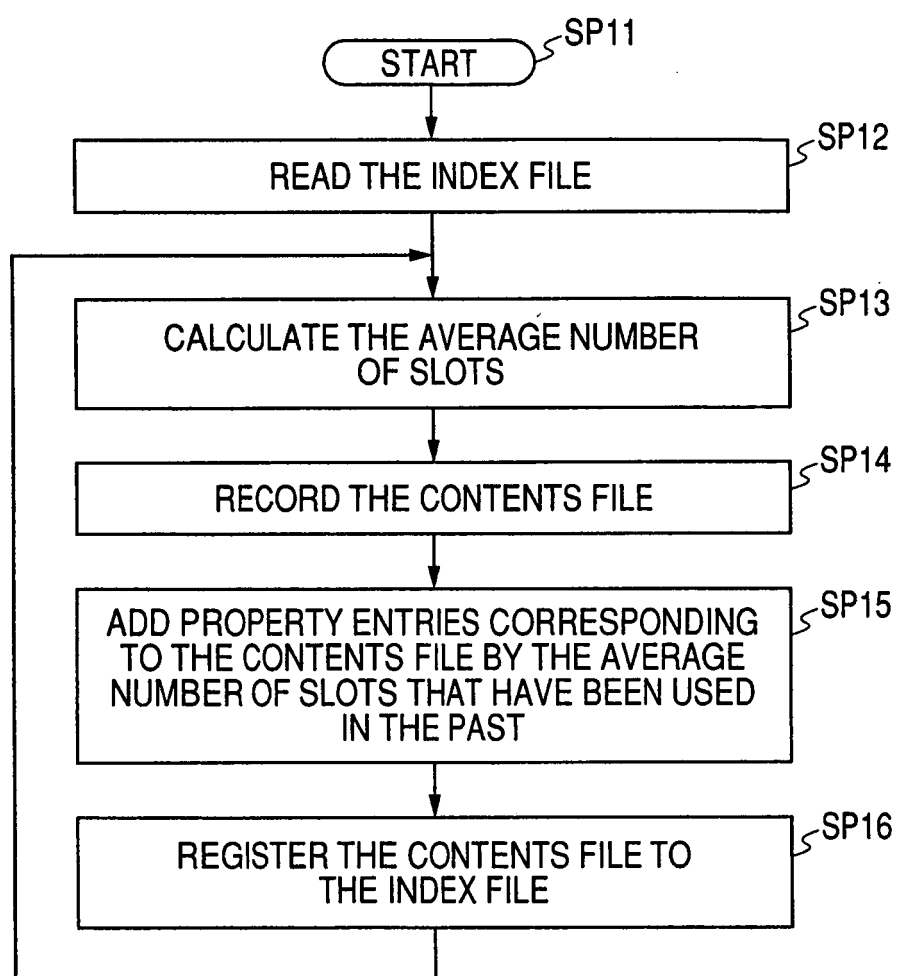 SP11
START
SP12
READ THE INDEX FILE
SP13
CALCULATE THE AVERAGE NUMBER
OF SLOTS
SP14
RECORD THE CONTENTS FILE
SP15
ADD PROPERTY ENTRIES CORRESPONDING
TO THE CONTENTS FILE BY THE AVERAGE
NUMBER OF SLOTS THAT HAVE BEEN USED
IN THE PAST
SP16
REGISTER THE CONTENTS FILE TO
THE INDEX FILE